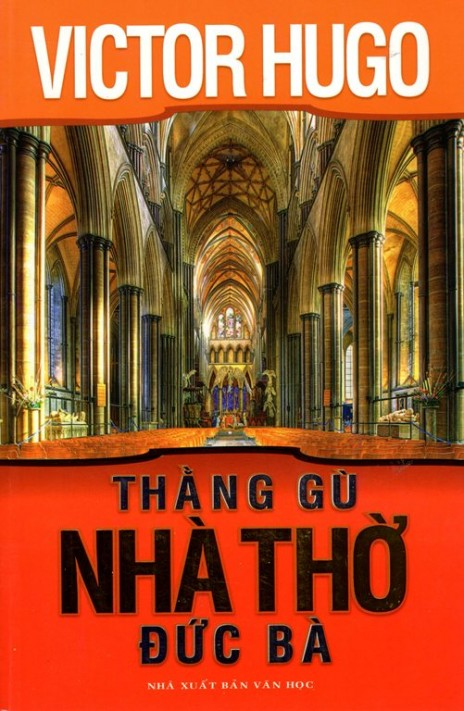 VICTOR HUGO
THẰNG GÙ
NHÀ THỜ
ĐỨC BÀ
NHÀ XUẤT BẢN VĂN HỌC